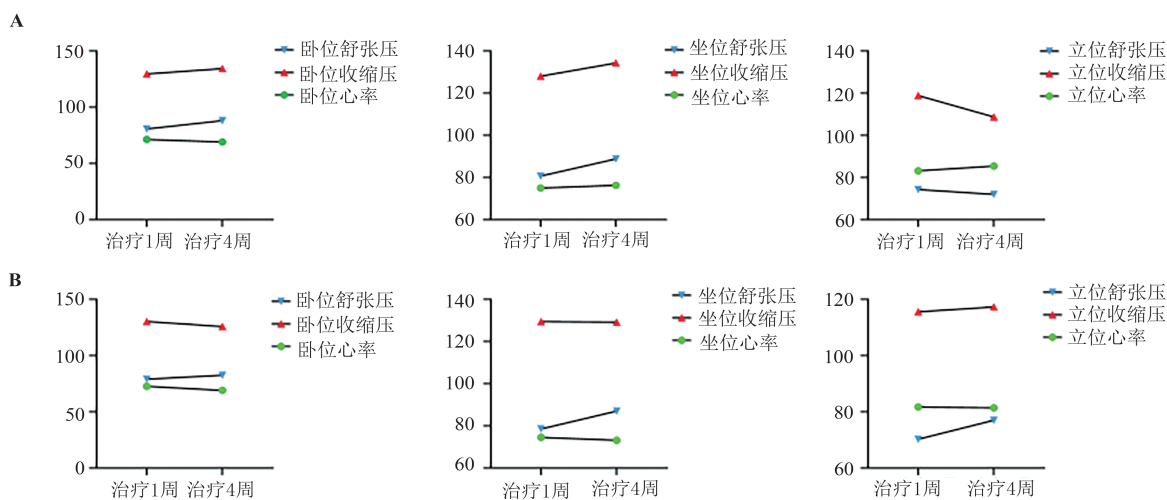 A
150
100
50
0
治疗1周
治疗4周
卧位舒张压
卧位收缩压
卧位心率
140
120
100
80
60
治疗1周
治疗4周
坐位舒张压
坐位收缩压
坐位心率
140
120
100
80
60
治疗1周
治疗4周
立位舒张压
立位收缩压
立位心率
B
150
100
50
0
治疗1周
治疗4周
卧位舒张压
卧位收缩压
卧位心率
140
120
100
80
60
治疗1周
治疗4周
坐位舒张压
坐位收缩压
坐位心率
120
100
80
60
治疗1周
治疗4周
立位舒张压
立位收缩压
立位心率